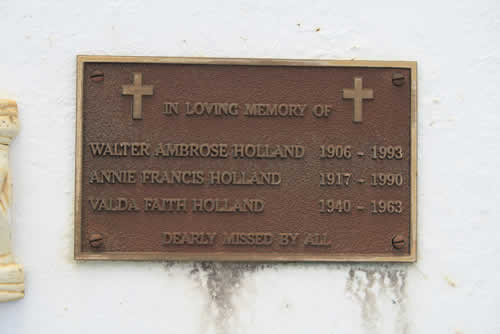 IN LOVING MEMORY OF
WALTER AMBROSE HOLLAND 1906 - 1993
ANNIE FRANCIS HOLLAND 1917 - 1990
VALDA FAITH HOLLAND 1940 - 1963
DEARLY MISSED BY ALL